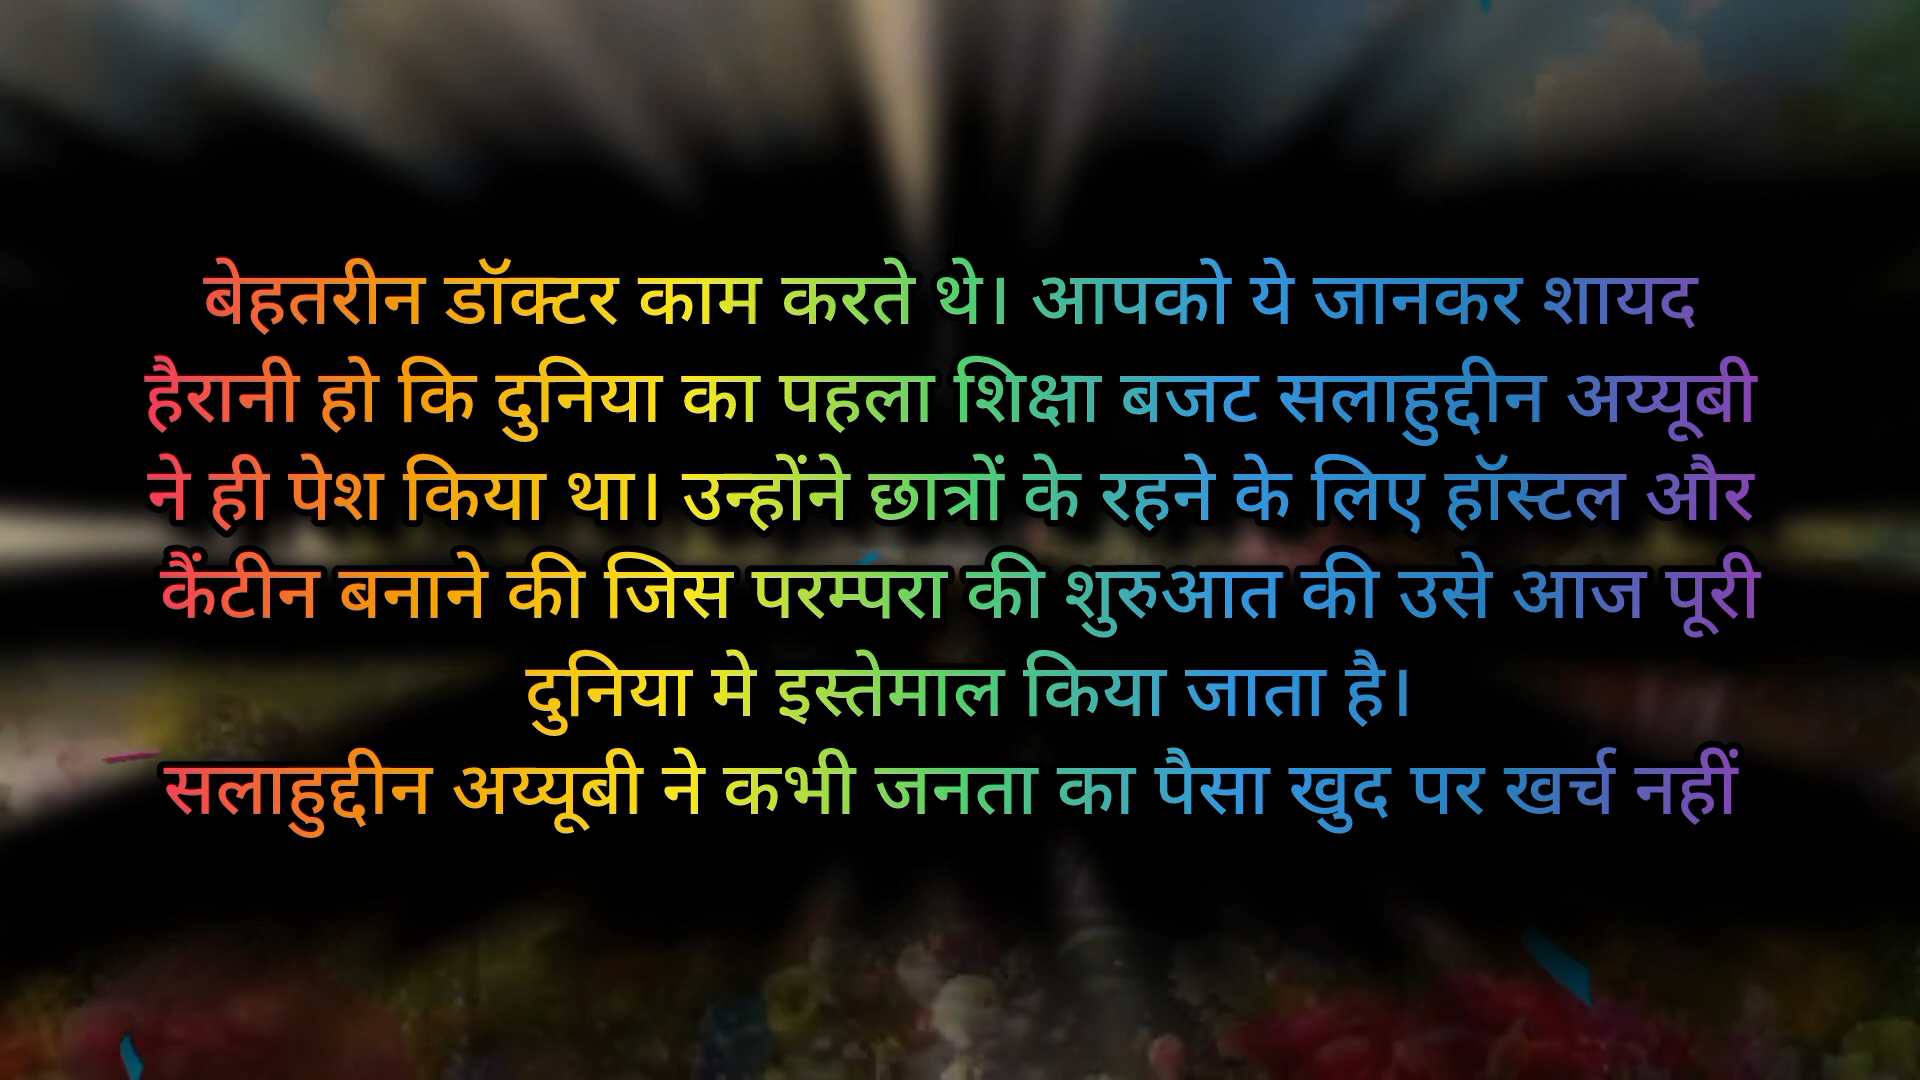 बेहतरीन डॉक्टर काम करते थे। आपको ये जानकर शायद
हैरानी हो कि दुनिया का पहला शिक्षा बजट सलाहुद्दीन अय्यूबी
ने ही पेश किया था। उन्होंने छात्रों के रहने के लिए हॉस्टल और
कैंटीन बनाने की जिस परम्परा की शुरुआत की उसे आज पूरी
दुनिया मे इस्तेमाल किया जाता है।
सलाहुद्दीन अय्यूबी ने कभी जनता का पैसा खुद पर खर्च नहीं